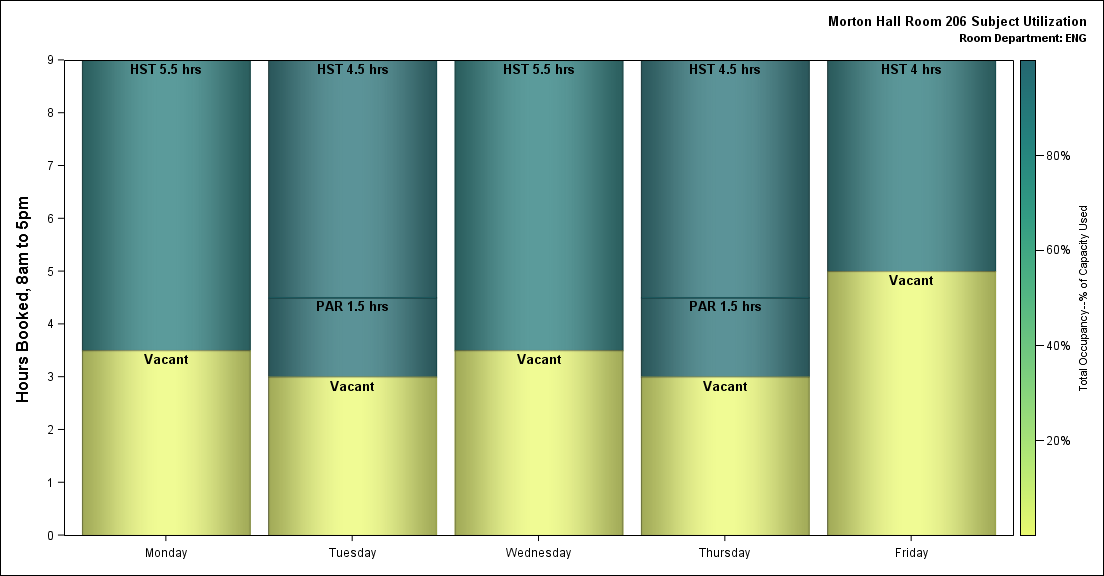 Morton Hall Room 206 Subject Utilization
Room Department: ENG
Hours Booked, 8am to 5pm
9
8
7
6
5
4
3
2
1
0
HST 5.5 hrs
Vacant
HST 4.5 hrs
PAR 1.5 hrs
Vacant
HST 5.5 hrs
Vacant
HST 4.5 hrs
PAR 1.5 hrs
Vacant
HST 4 hrs
Vacant
Monday
Tuesday
Wednesday
Thursday
Friday
80%
60%
40%
20%
Total Occupancy--% of Capacity Used